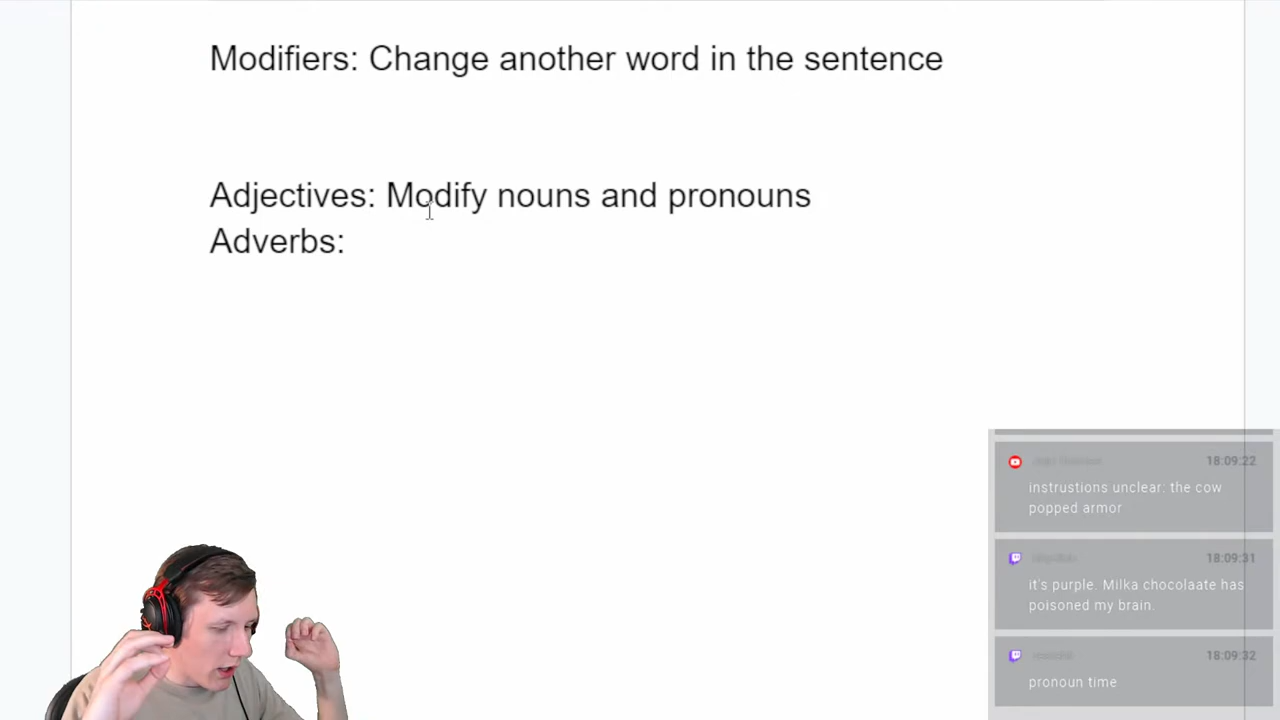 Modifiers: Change another word in the sentence
Adjectives: Modify nouns and pronouns
Adverbs:
18:09:22
instrustions unclear: the cow
popped armor
18:09:31
it's purple. Milka chocolaate has
poisoned my brain.
18:09:32
pronoun time